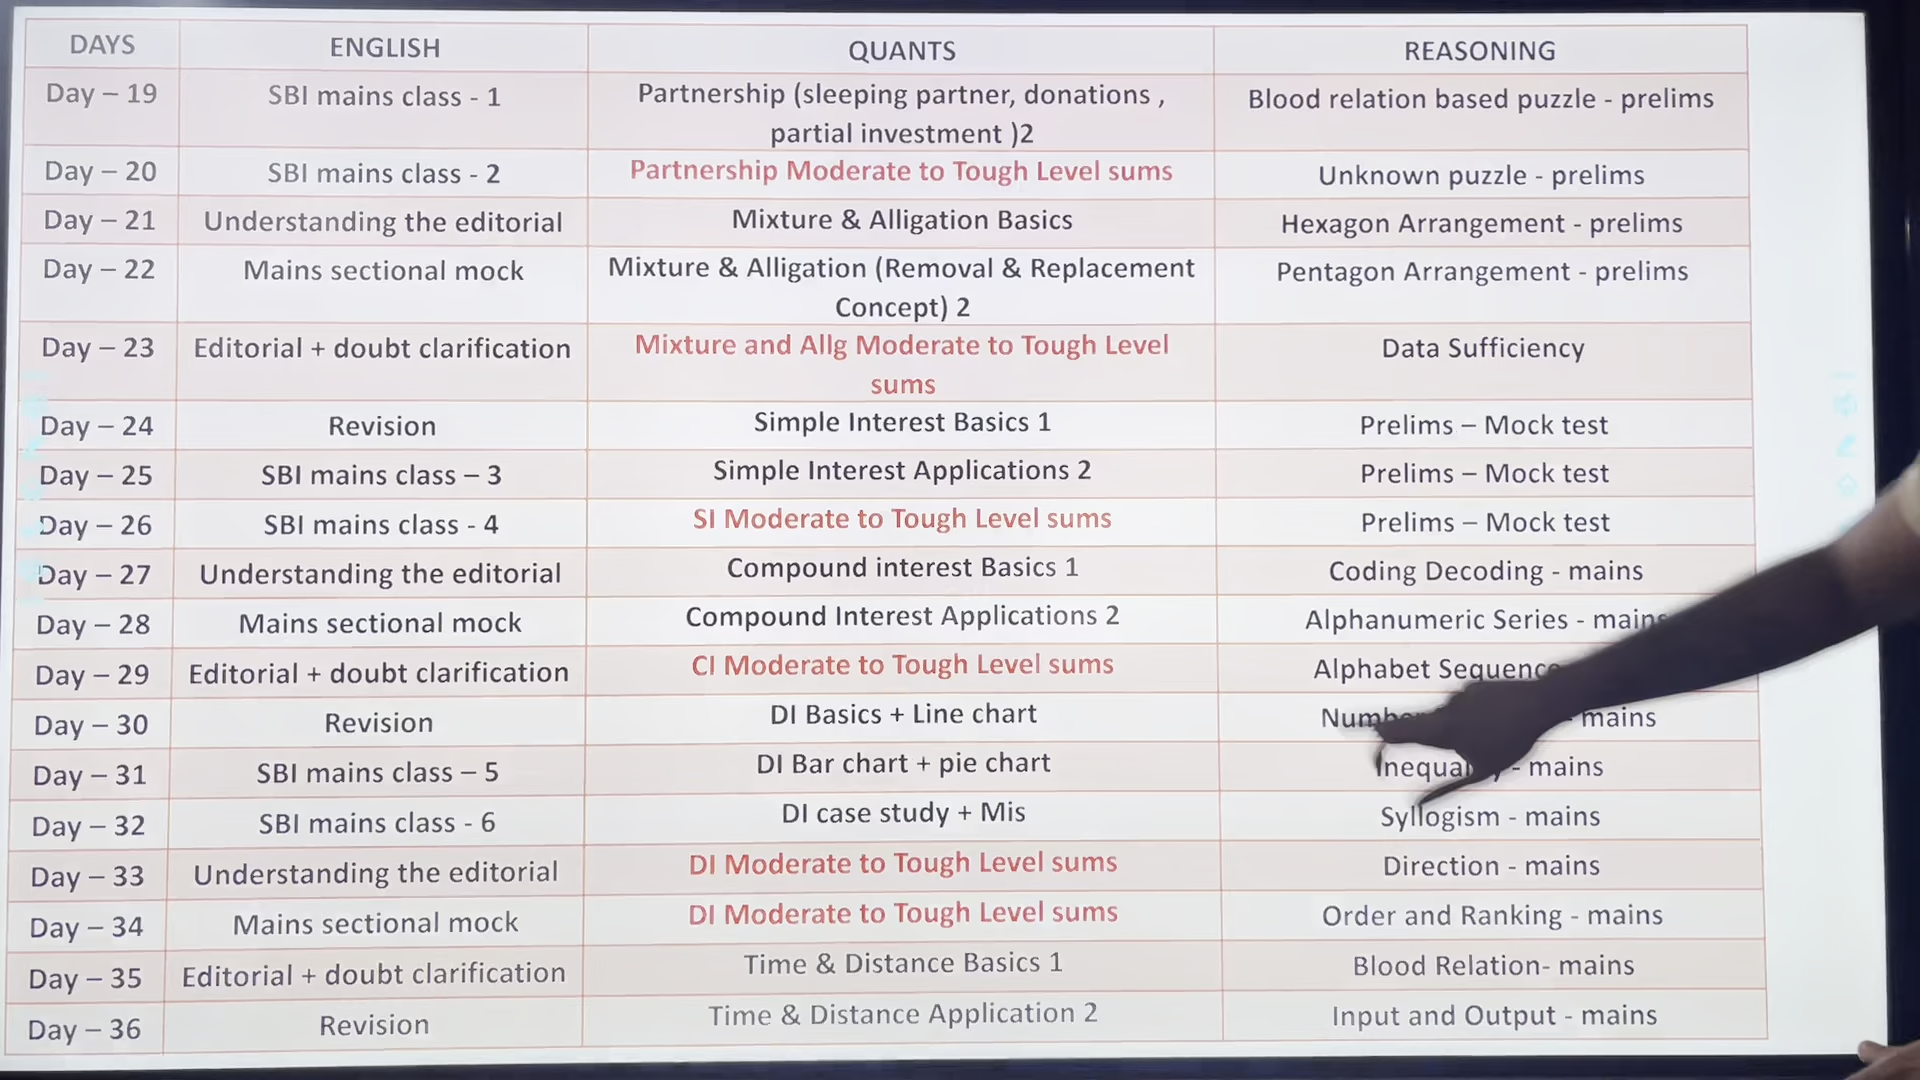 DAYS ENGLISH QUANTS REASONING
Day – 19 SBI mains class - 1 Partnership (sleeping partner, donations , Blood relation based puzzle - prelims
partial investment )2
Day – 20 SBI mains class - 2 Partnership Moderate to Tough Level sums Unknown puzzle - prelims
Day – 21 Understanding the editorial Mixture & Alligation Basics Hexagon Arrangement - prelims
Day – 22 Mains sectional mock Mixture & Alligation (Removal & Replacement Pentagon Arrangement - prelims
Concept) 2
Day – 23 Editorial + doubt clarification Mixture and Allg Moderate to Tough Level Data Sufficiency
sums
Day – 24 Revision Simple Interest Basics 1 Prelims – Mock test
Day – 25 SBI mains class – 3 Simple Interest Applications 2 Prelims – Mock test
Day – 26 SBI mains class - 4 SI Moderate to Tough Level sums Prelims – Mock test
Day – 27 Understanding the editorial Compound interest Basics 1 Coding Decoding - mains
Day – 28 Mains sectional mock Compound Interest Applications 2 Alphanumeric Series - mains
Day – 29 Editorial + doubt clarification CI Moderate to Tough Level sums Alphabet Sequence
Day – 30 Revision DI Basics + Line chart Number - mains
Day – 31 SBI mains class – 5 DI Bar chart + pie chart Inequality - mains
Day – 32 SBI mains class - 6 DI case study + Mis Syllogism - mains
Day – 33 Understanding the editorial DI Moderate to Tough Level sums Direction - mains
Day – 34 Mains sectional mock DI Moderate to Tough Level sums Order and Ranking - mains
Day – 35 Editorial + doubt clarification Time & Distance Basics 1 Blood Relation- mains
Day – 36 Revision Time & Distance Application 2 Input and Output - mains